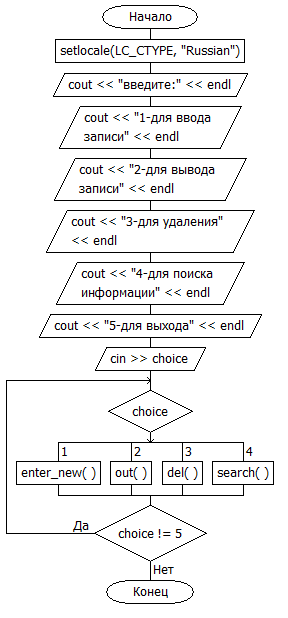 Начало
setlocale(LC_CTYPE, "Russian")
cout << "введите:" << endl
cout << "1-для ввода
записи" << endl
cout << "2-для вывода
записи" << endl
cout << "3-для удаления"
<< endl
cout << "4-для поиска
информации" << endl
cout << "5-для выхода" << endl
cin >> choice
choice
1 2 3 4
enter_new( ) out( ) del( ) search( )
Да
choice != 5
Нет
Конец